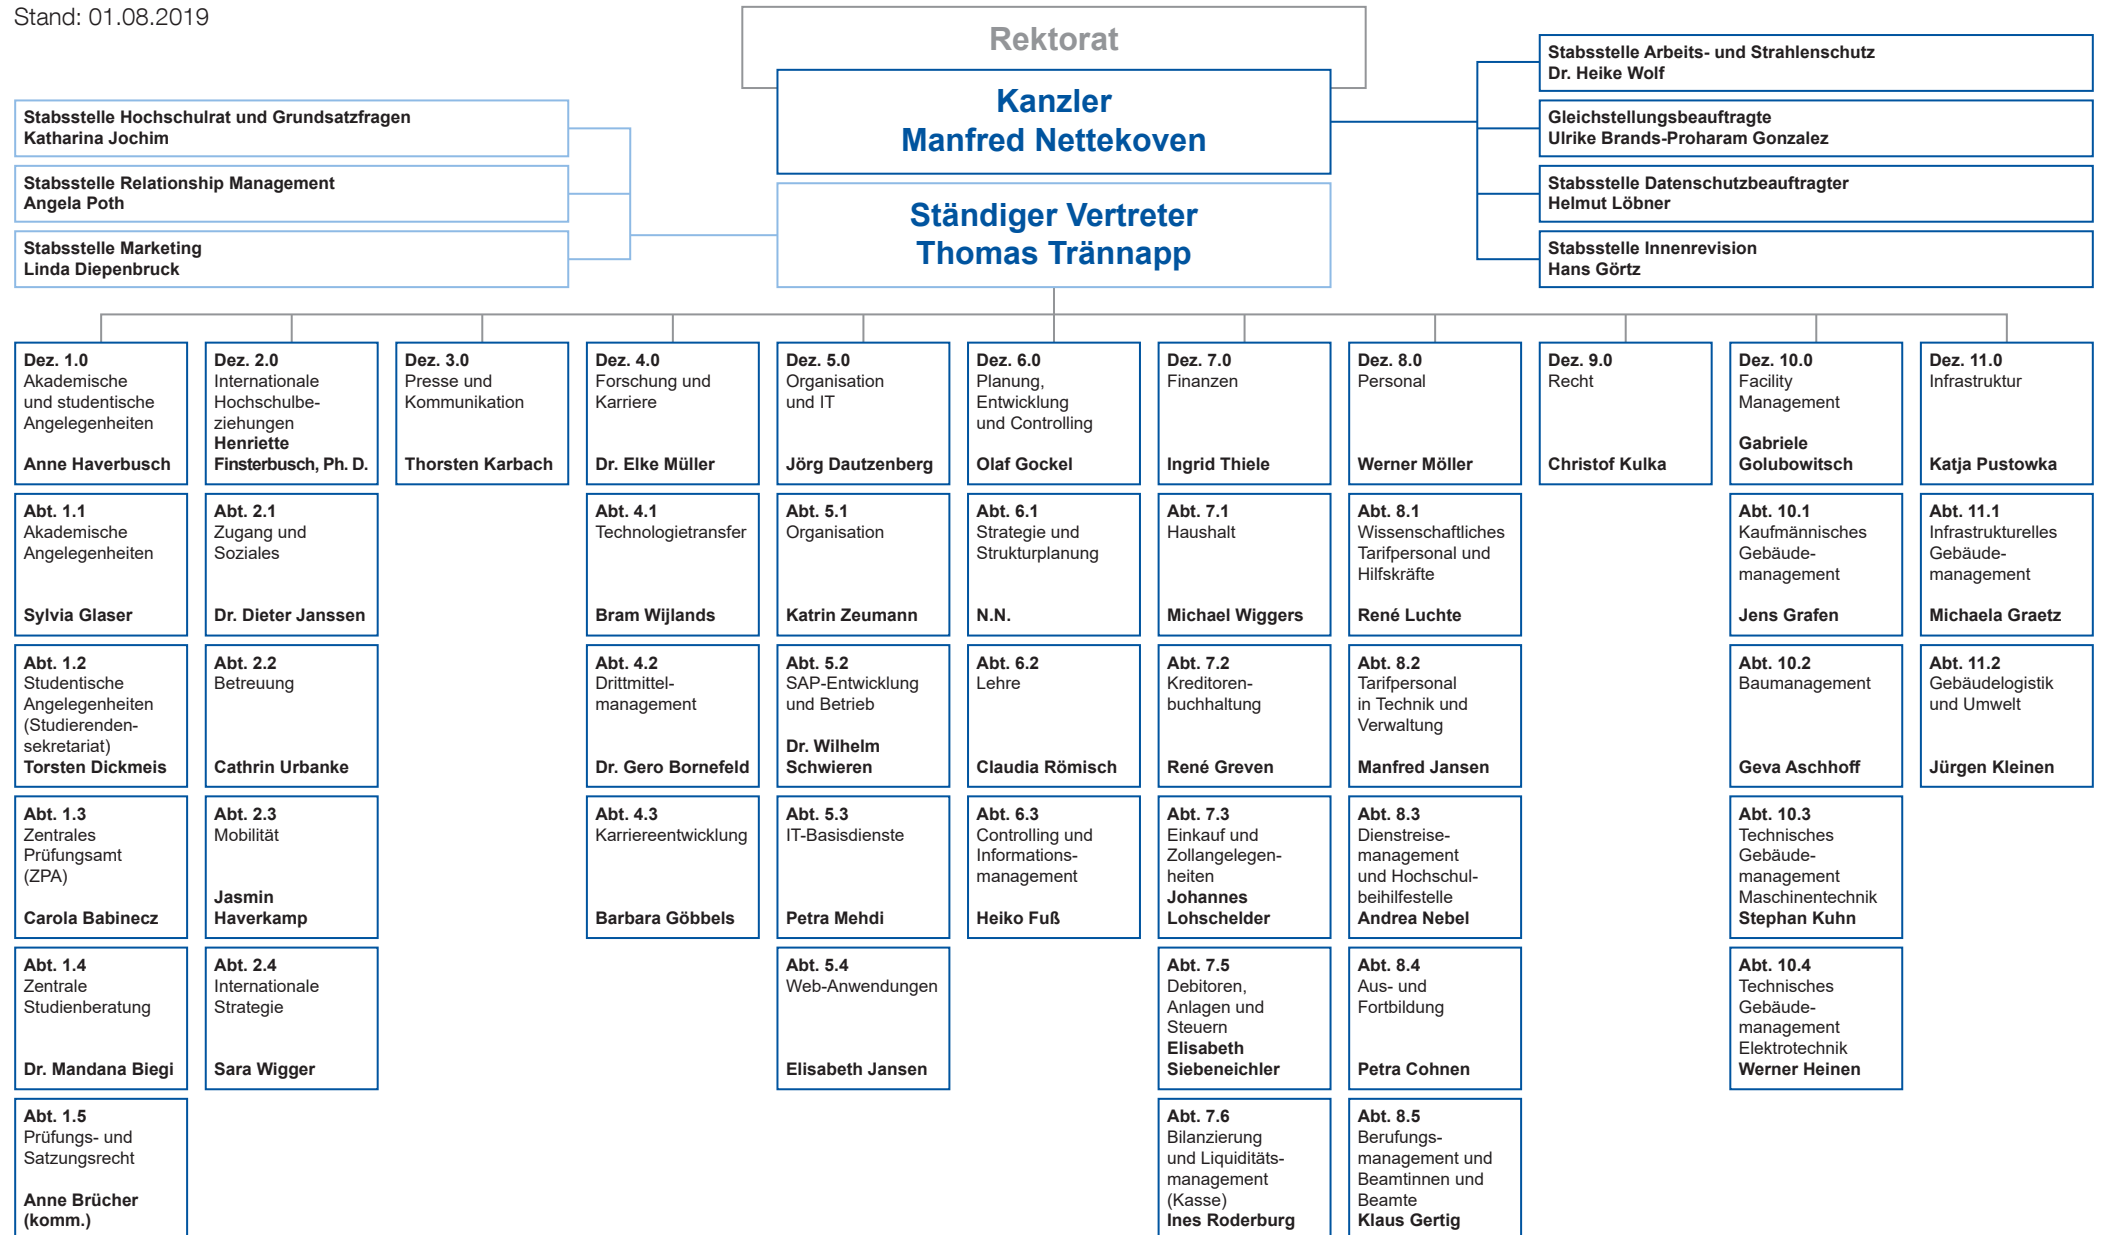 Stand: 01.08.2019
Rektorat
Kanzler
Manfred Nettekoven
Ständiger Vertreter
Thomas Trännapp
Stabsstelle Hochschulrat und Grundsatzfragen
Katharina Jochim
Stabsstelle Relationship Management
Angela Poth
Stabsstelle Marketing
Linda Diepenbruck
Stabsstelle Arbeits- und Strahlenschutz
Dr. Heike Wolf
Gleichstellungsbeauftragte
Ulrike Brands-Proharam Gonzalez
Stabsstelle Datenschutzbeauftragter
Helmut Löbner
Stabsstelle Innenrevision
Hans Görtz
Dez. 1.0
Akademische
und studentische
Angelegenheiten
Anne Haverbusch
Abt. 1.1
Akademische
Angelegenheiten
Sylvia Glaser
Abt. 1.2
Studentische
Angelegenheiten
(Studierenden-
sekretariat)
Torsten Dickmeis
Abt. 1.3
Zentrales
Prüfungsamt
(ZPA)
Carola Babinecz
Abt. 1.4
Zentrale
Studienberatung
Dr. Mandana Biegi
Abt. 1.5
Prüfungs- und
Satzungsrecht
Anne Brücher
(komm.)
Dez. 2.0
Internationale
Hochschulbe-
ziehungen
Henriette
Finsterbusch, Ph. D.
Abt. 2.1
Zugang und
Soziales
Dr. Dieter Janssen
Abt. 2.2
Betreuung
Cathrin Urbanke
Abt. 2.3
Mobilität
Jasmin
Haverkamp
Abt. 2.4
Internationale
Strategie
Sara Wigger
Dez. 3.0
Presse und
Kommunikation
Thorsten Karbach
Dez. 4.0
Forschung und
Karriere
Dr. Elke Müller
Abt. 4.1
Technologietransfer
Bram Wijlands
Abt. 4.2
Drittmittel-
management
Dr. Gero Bornefeld
Abt. 4.3
Karriereentwicklung
Barbara Göbbels
Dez. 5.0
Organisation
und IT
Jörg Dautzenberg
Abt. 5.1
Organisation
Katrin Zeumann
Abt. 5.2
SAP-Entwicklung
und Betrieb
Dr. Wilhelm
Schwieren
Abt. 5.3
IT-Basisdienste
Petra Mehdi
Abt. 5.4
Web-Anwendungen
Elisabeth Jansen
Dez. 6.0
Planung,
Entwicklung
und Controlling
Olaf Gockel
Abt. 6.1
Strategie und
Strukturplanung
N.N.
Abt. 6.2
Lehre
Claudia Römisch
Abt. 6.3
Controlling und
Informations-
management
Heiko Fuß
Dez. 7.0
Finanzen
Ingrid Thiele
Abt. 7.1
Haushalt
Michael Wiggers
Abt. 7.2
Kreditoren-
buchhaltung
René Greven
Abt. 7.3
Einkauf und
Zollangelegen-
heiten
Johannes
Lohschelder
Abt. 7.5
Debitoren,
Anlagen und
Steuern
Elisabeth
Siebeneichler
Abt. 7.6
Bilanzierung
und Liquiditäts-
management
(Kasse)
Ines Roderburg
Dez. 8.0
Personal
Werner Möller
Abt. 8.1
Wissenschaftliches
Tarifpersonal und
Hilfskräfte
René Luchte
Abt. 8.2
Tarifpersonal
in Technik und
Verwaltung
Manfred Jansen
Abt. 8.3
Dienstreise-
management
und Hochschul-
beihilfestelle
Andrea Nebel
Abt. 8.4
Aus- und
Fortbildung
Petra Cohnen
Abt. 8.5
Berufungs-
management und
Beamtinnen und
Beamte
Klaus Gertig
Dez. 9.0
Recht
Christof Kulka
Dez. 10.0
Facility
Management
Gabriele
Golubowitsch
Abt. 10.1
Kaufmännisches
Gebäude-
management
Jens Grafen
Abt. 10.2
Baumanagement
Geva Aschhoff
Abt. 10.3
Technisches
Gebäude-
management
Maschinentechnik
Stephan Kuhn
Abt. 10.4
Technisches
Gebäude-
management
Elektrotechnik
Werner Heinen
Dez. 11.0
Infrastruktur
Katja Pustowka
Abt. 11.1
Infrastrukturelles
Gebäude-
management
Michaela Graetz
Abt. 11.2
Gebäudelogistik
und Umwelt
Jürgen Kleinen